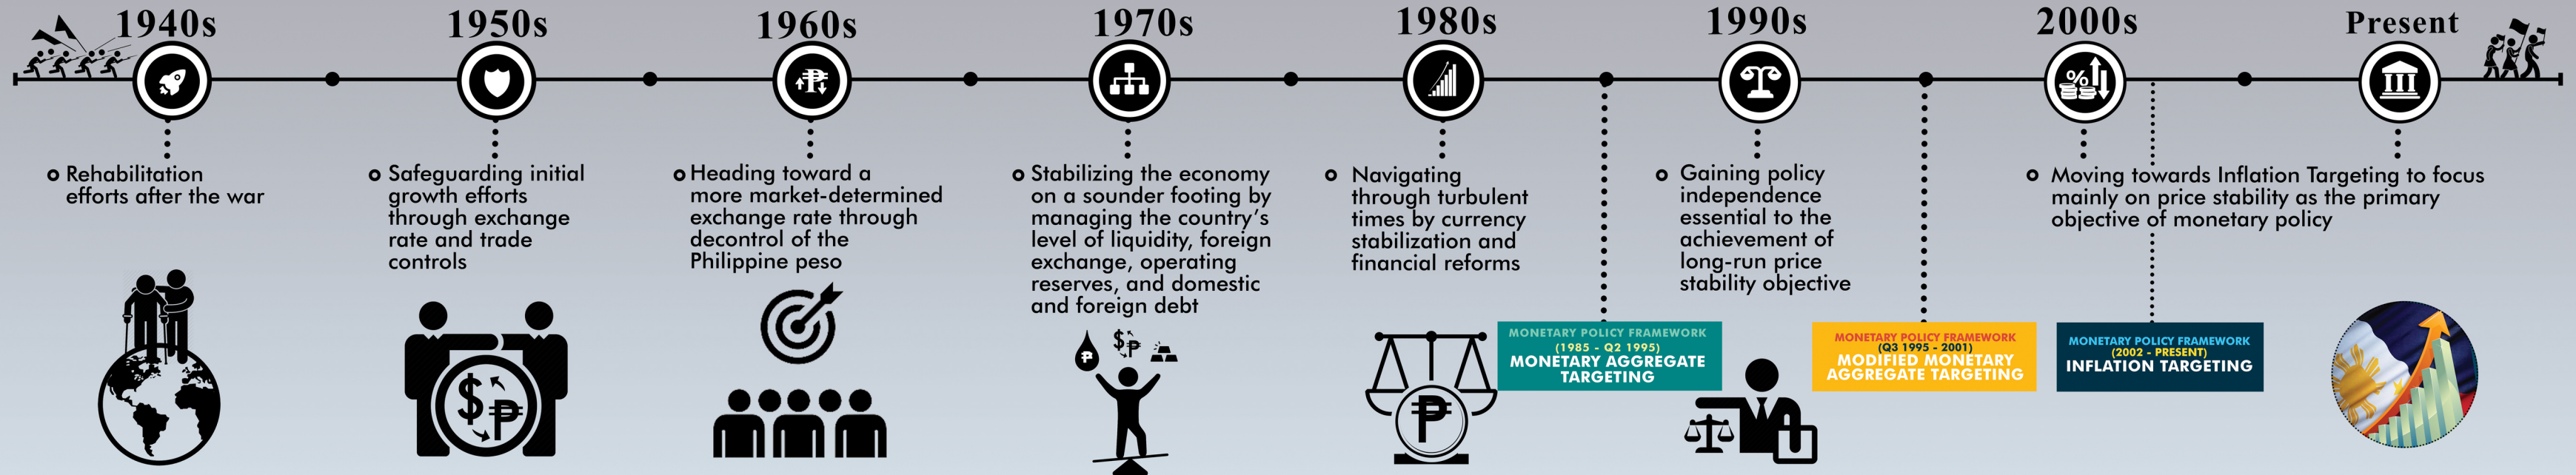 1940s
1950s
1960s
1970s
1980s
1990s
2000s
Present
Rehabilitation
efforts after the war
Safeguarding initial
growth efforts
through exchange
rate and trade
controls
Heading toward a
more market-determined
exchange rate through
decontrol of the
Philippine peso
Stabilizing the economy
on a sounder footing by
managing the country's
level of liquidity, foreign
exchange, operating
reserves, and domestic
and foreign debt
Navigating
through turbulent
times by currency
stabilization and
financial reforms
Gaining policy
independence
essential to the
achievement of
long-run price
stability objective
Moving towards Inflation Targeting to focus
mainly on price stability as the primary
objective of monetary policy
MONETARY POLICY FRAMEWORK
(1985 - Q2 1995)
MONETARY AGGREGATE
TARGETING
MONETARY POLICY FRAMEWORK
(Q3 1995 - 2001)
MODIFIED MONETARY
AGGREGATE TARGETING
MONETARY POLICY FRAMEWORK
(2002 - PRESENT)
INFLATION TARGETING